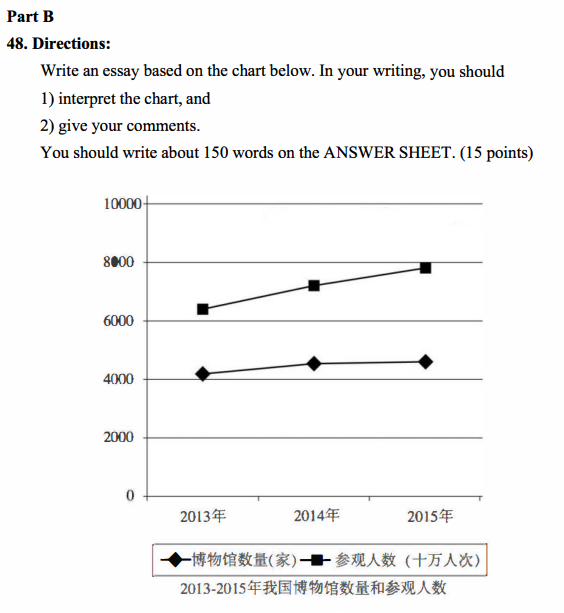 Part B
48. Directions:
Write an essay based on the chart below. In your writing, you should
1) interpret the chart, and
2) give your comments.
You should write about 150 words on the ANSWER SHEET. (15 points)
10000
8000
6000
4000
2000
0
2013年 2014年 2015年
博物馆数量(家) 参观人数 (十万人次)
2013-2015年我国博物馆数量和参观人数